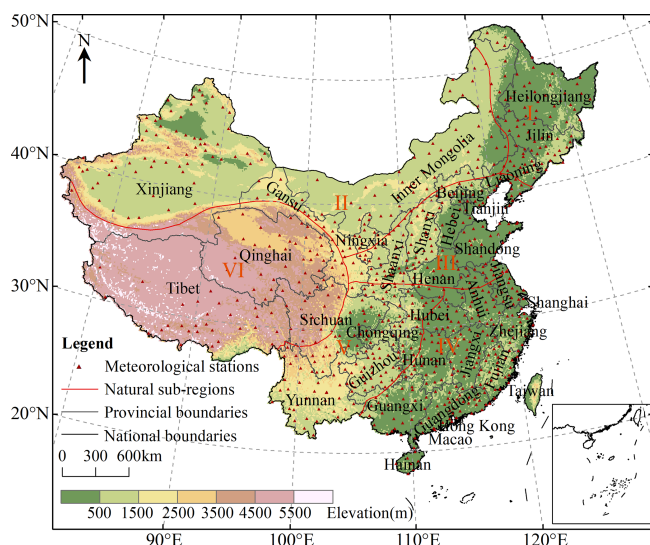 50°N
N
Heilongjiang
I
Jilin
40°N
Liaoning
Inner Mongolia
Xinjiang
Gansu
II
Beijing
Tianjin
Hebei
Shanxi
Ningxia
Shaanxi
Shandong
Qinghai
VI
III
30°N
Henan
Tibet
Jiangsu
Anhui
Shanghai
Sichuan
Hubei
Chongqing
V
Zhejiang
Legend
Hunan
IV
Jiangxi
Guizhou
Fujian
Meteorological stations
Natural sub-regions
Yunnan
Taiwan
Guangxi
Guangdong
Provincial boundaries
20°N
Hong Kong
National boundaries
Macao
0 300 600km
Hainan
500 1500 2500 3500 4500 5500 Elevation(m)
90°E 100°E 110°E 120°E